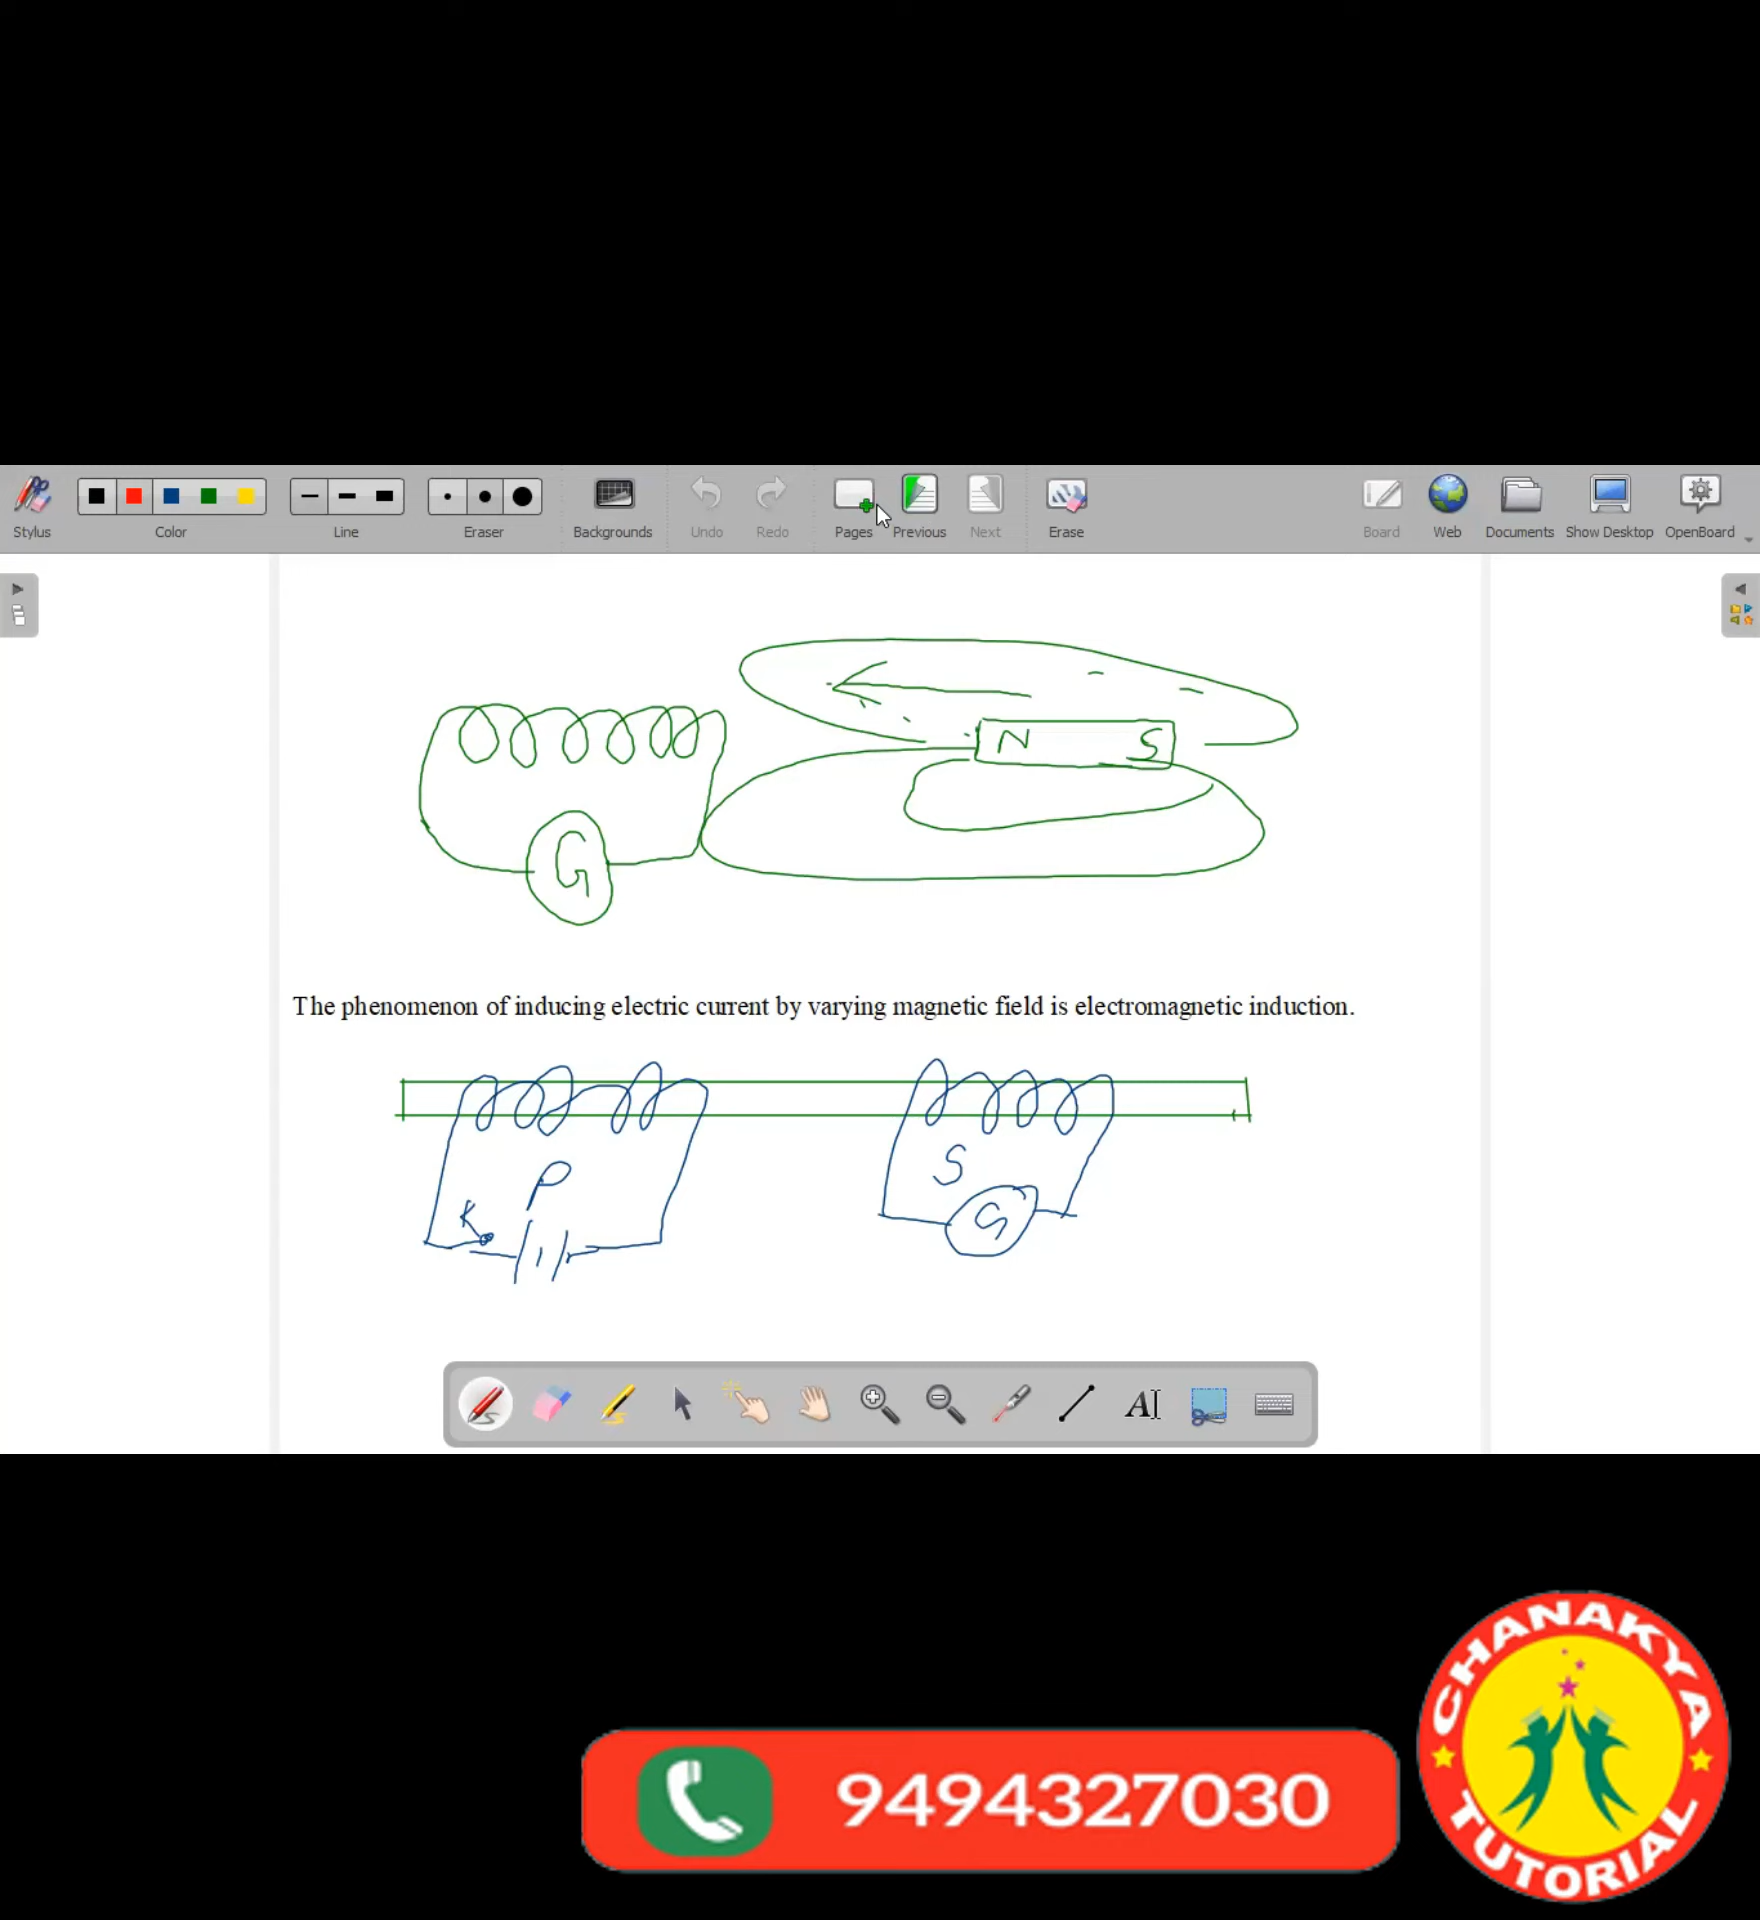 Stylus Color Line Eraser Backgrounds Undo Redo Pages Previous Next Erase Board Web Documents Show Desktop OpenBoard
N S
G
The phenomenon of inducing electric current by varying magnetic field is electromagnetic induction.
P
S
K
G
A
9494327030
CHANAKYA
TUTORIAL